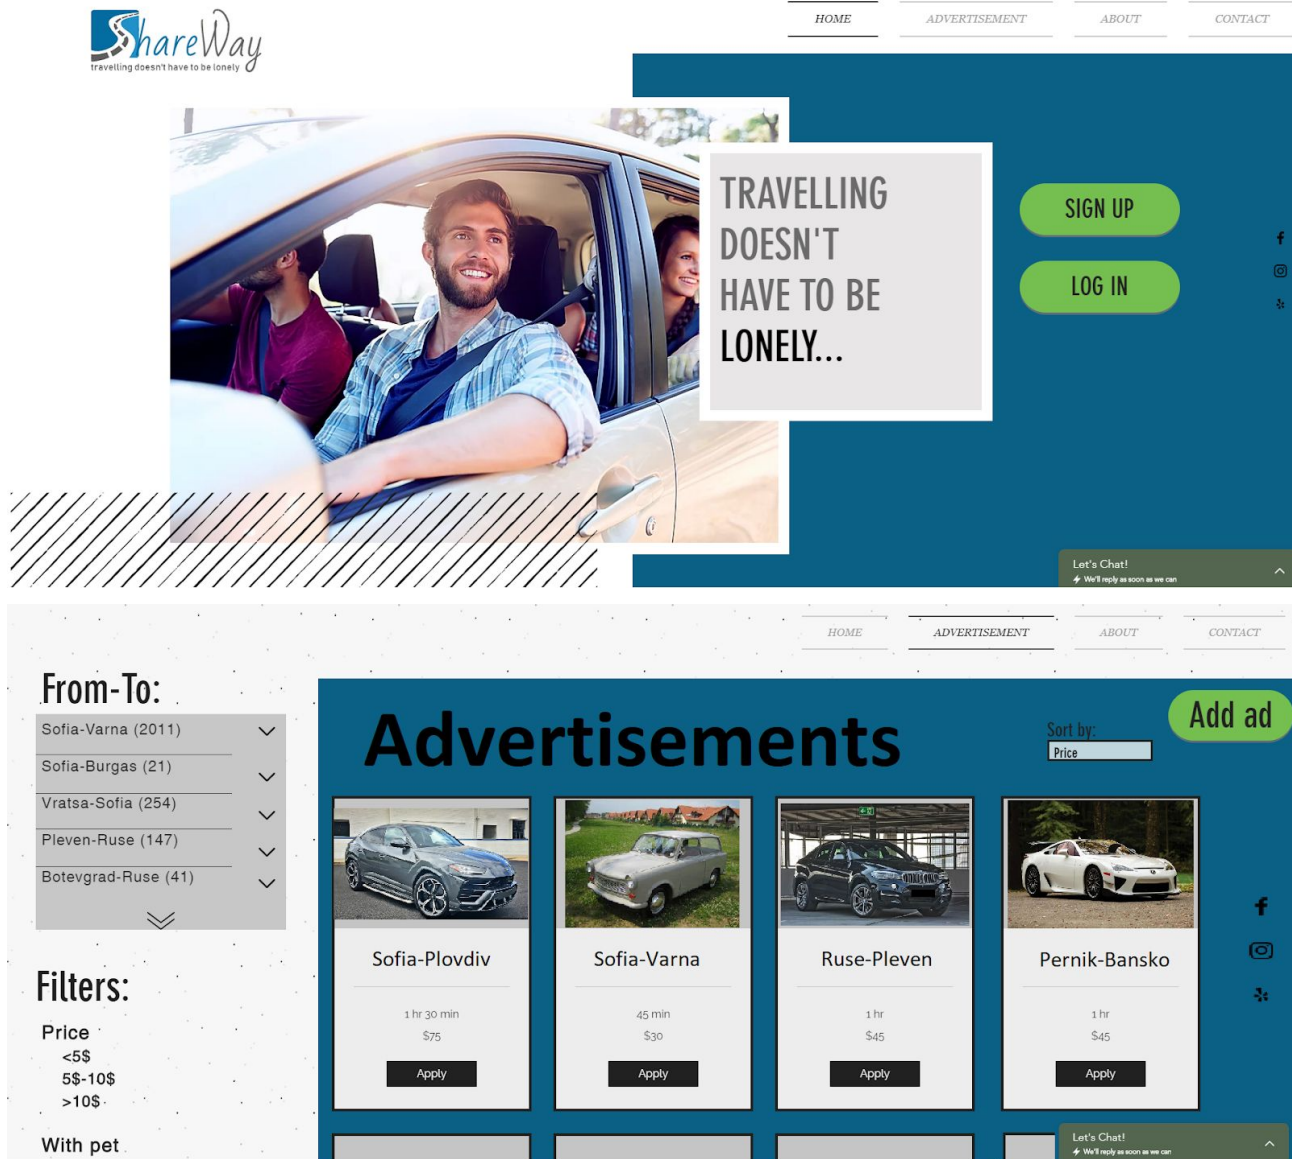 ShareWay
travelling doesn't have to be lonely
HOME
ADVERTISEMENT
ABOUT
CONTACT
TRAVELLING
DOESN'T
HAVE TO BE
LONELY...
SIGN UP
LOG IN
Let's Chat!
We'll reply as soon as we can
HOME
ADVERTISEMENT
ABOUT
CONTACT
From-To:
Sofia-Varna (2011)
Sofia-Burgas (21)
Vratsa-Sofia (254)
Pleven-Ruse (147)
Botevgrad-Ruse (41)
Filters:
Price
<5$
5$-10$
>10$
With pet
Advertisements
Sort by:
Price
Add ad
Sofia-Plovdiv
1 hr 30 min
$75
Apply
Sofia-Varna
45 min
$30
Apply
Ruse-Pleven
1 hr
$45
Apply
Pernik-Bansko
1 hr
$45
Apply
Let's Chat!
We'll reply as soon as we can